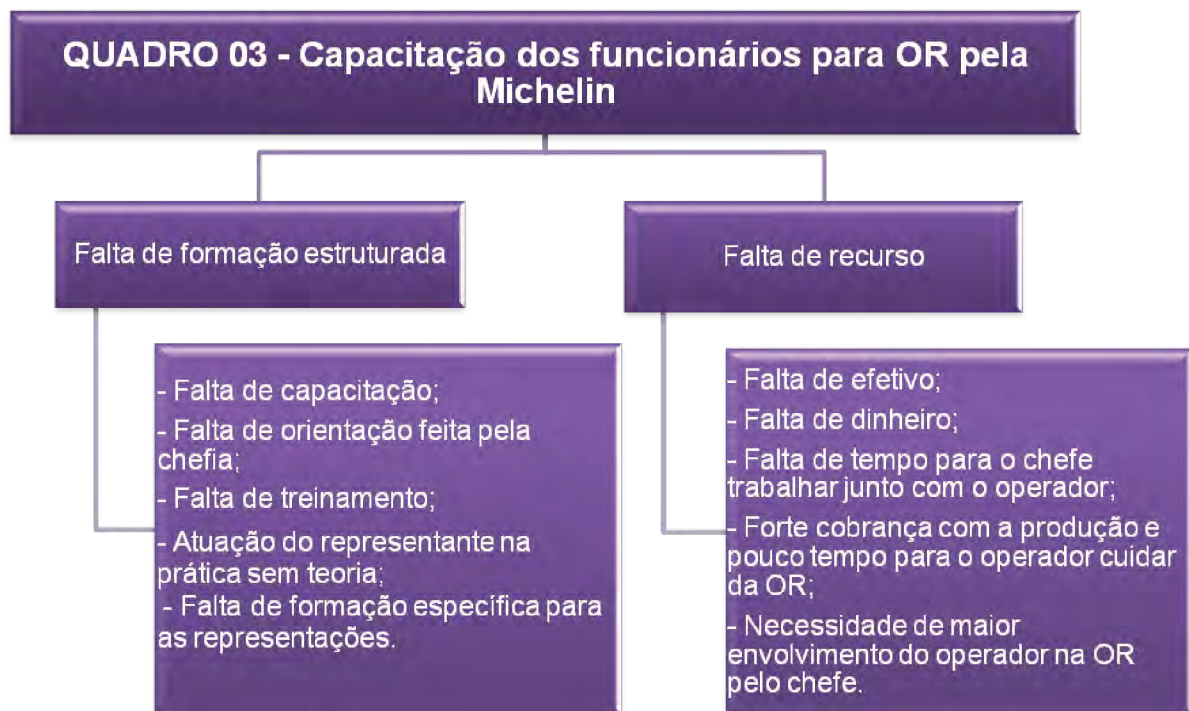 QUADRO 03 - Capacitação dos funcionários para OR pela
Michelin
Falta de formação estruturada
- Falta de capacitação;
- Falta de orientação feita pela
chefia;
- Falta de treinamento;
- Atuação do representante na
prática sem teoria;
- Falta de formação específica para
as representações.
Falta de recurso
- Falta de efetivo;
- Falta de dinheiro;
- Falta de tempo para o chefe
trabalhar junto com o operador;
- Forte cobrança com a produção e
pouco tempo para o operador cuidar
da OR;
- Necessidade de maior
envolvimento do operador na OR
pelo chefe.